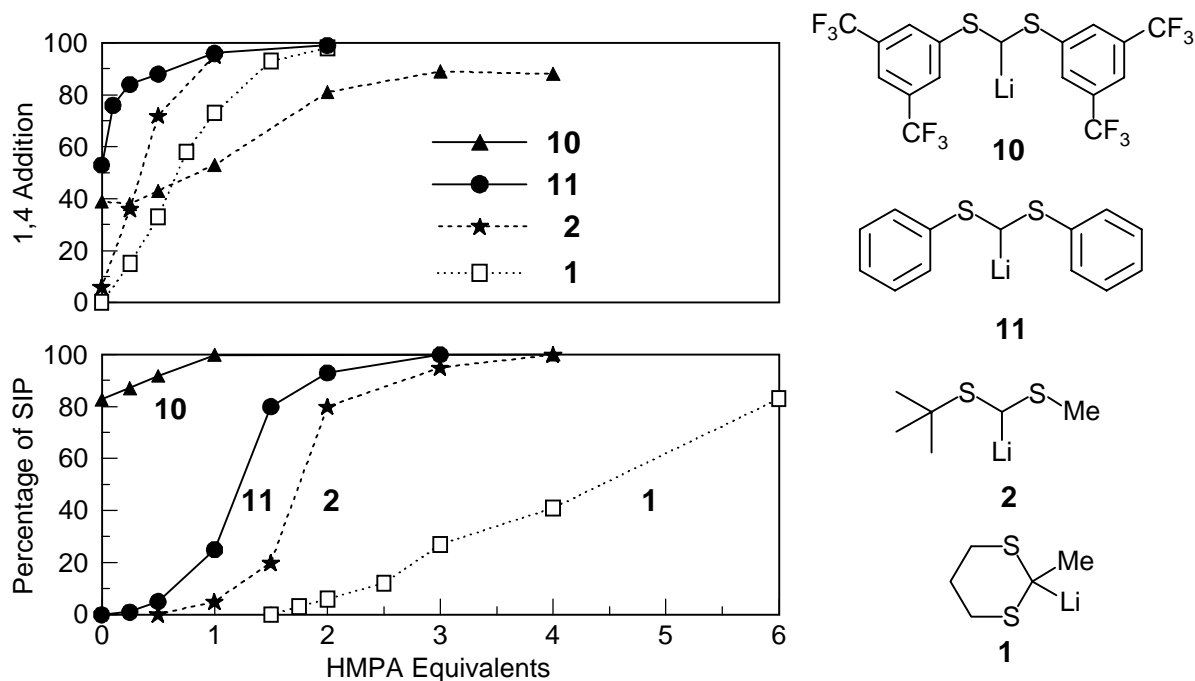 100
80
60
40
20
0
1,4 Addition
10
11
2
1
100
80
60
40
20
0
Percentage of SIP
10
11
2
1
0 1 2 3 4 5 6
HMPA Equivalents
F3C S S CF3
Li
CF3 CF3
10
S S
Li
11
S S Me
Li
2
S Me
Li
S
1